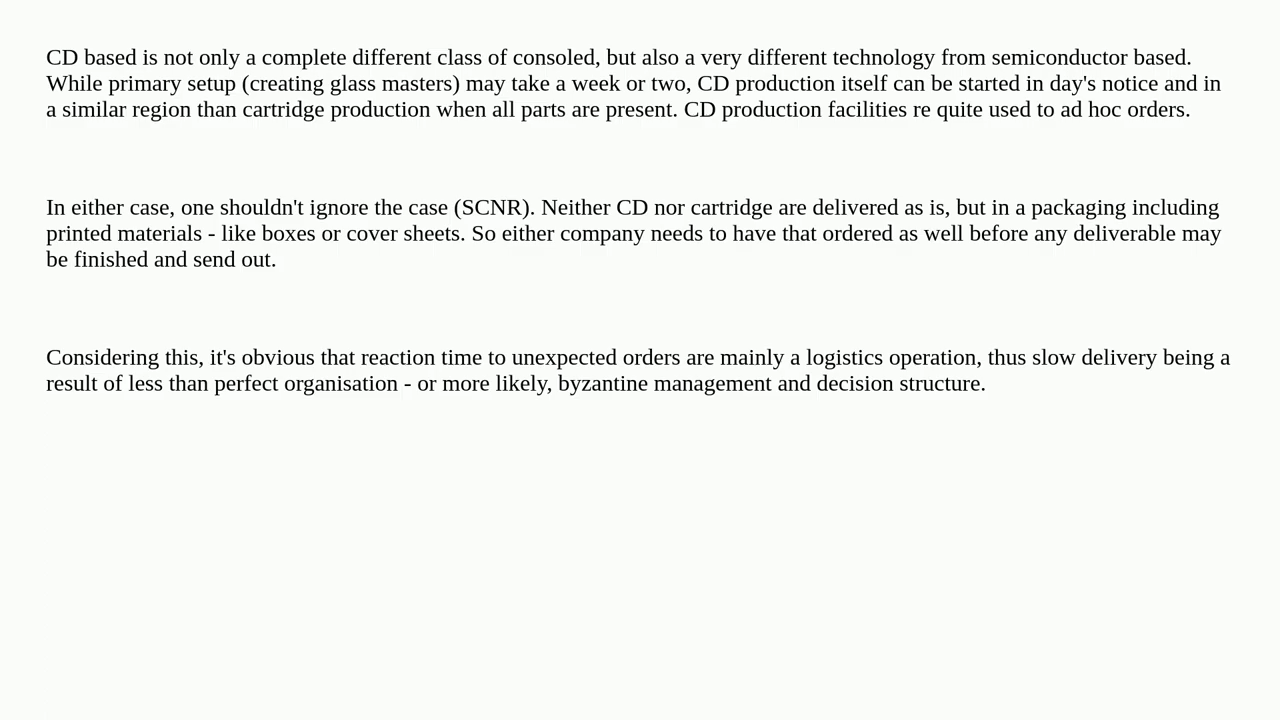 CD based is not only a complete different class of consoled, but also a very different technology from semiconductor based.
While primary setup (creating glass masters) may take a week or two, CD production itself can be started in day's notice and in
a similar region than cartridge production when all parts are present. CD production facilities re quite used to ad hoc orders.
In either case, one shouldn't ignore the case (SCNR). Neither CD nor cartridge are delivered as is, but in a packaging including
printed materials - like boxes or cover sheets. So either company needs to have that ordered as well before any deliverable may
be finished and send out.
Considering this, it's obvious that reaction time to unexpected orders are mainly a logistics operation, thus slow delivery being a
result of less than perfect organisation - or more likely, byzantine management and decision structure.